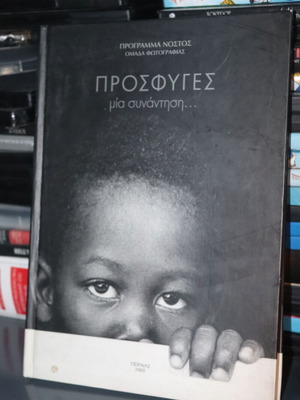 ΠΡΟΓΡΑΜΜΑ ΝΟΣΤΟΣ
ΟΜΑΔΑ ΦΩΤΟΓΡΑΦΙΑΣ
ΠΡΟΣΦΥΓΕΣ
μία συνάντηση...